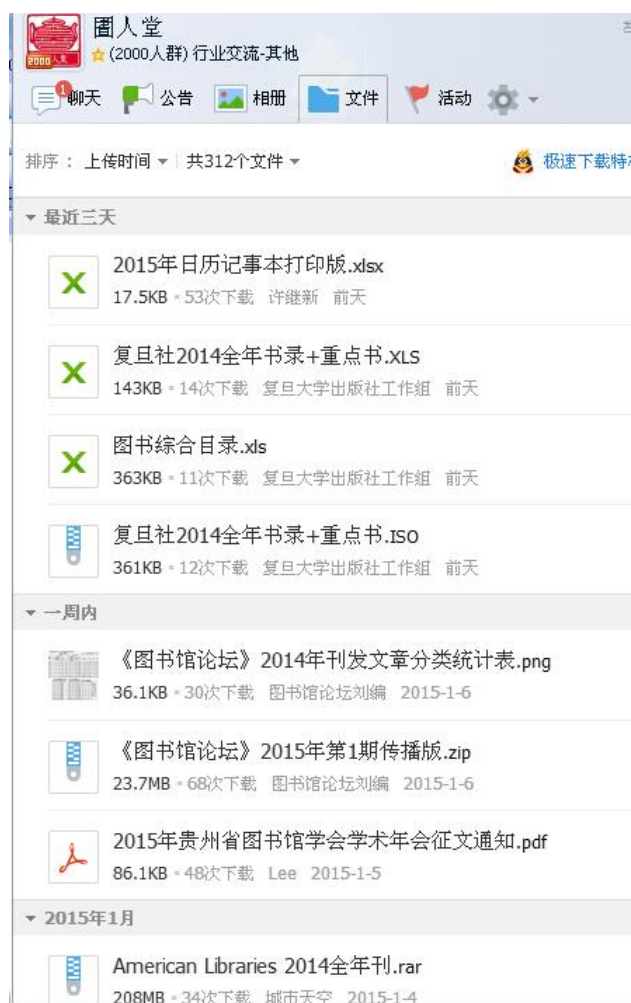 圕人堂
(2000人群) 行业交流-其他
2000人群
1
聊天 公告 相册 文件 活动
排序： 上传时间 共312个文件 极速下载特
最近三天
2015年日历记事本打印版.xlsx
17.5KB 53次下载 许继新 前天
复旦社2014全年书录+重点书.XLS
143KB 14次下载 复旦大学出版社工作组 前天
图书综合目录.xls
363KB 11次下载 复旦大学出版社工作组 前天
复旦社2014全年书录+重点书.ISO
361KB 12次下载 复旦大学出版社工作组 前天
一周内
《图书馆论坛》2014年刊发文章分类统计表.png
36.1KB 30次下载 图书馆论坛刘编 2015-1-6
《图书馆论坛》2015年第1期传播版.zip
23.7MB 68次下载 图书馆论坛刘编 2015-1-6
2015年贵州省图书馆学会学术年会征文通知.pdf
86.1KB 48次下载 Lee 2015-1-5
2015年1月
American Libraries 2014全年刊.rar
208MB 34次下载 城市天空 2015-1-4